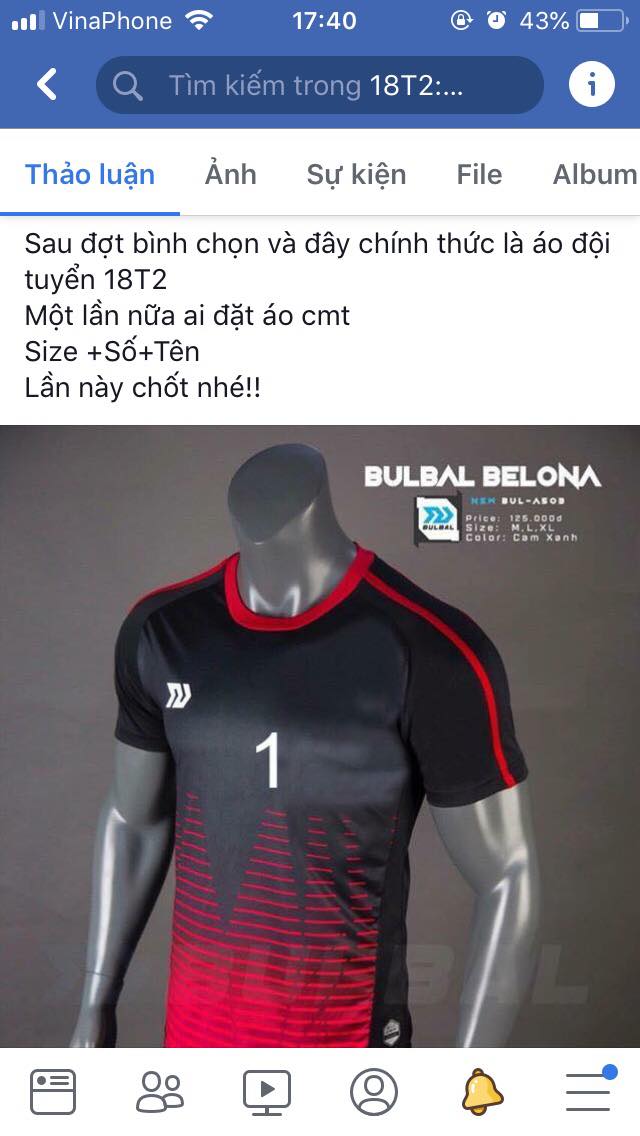 VinaPhone 17:40 43%
Tìm kiếm trong 18T2:...
Thảo luận Ảnh Sự kiện File Album
Sau đợt bình chọn và đây chính thức là áo đội
tuyển 18T2
Một lần nữa ai đặt áo cmt
Size +Số+Tên
Lần này chốt nhé!!
BULBAL BELONA
NEW BUL-A503
BULBAL
Price: 125.000đ
Size: M,L,XL
Color: Cam Xanh
1
BULBAL